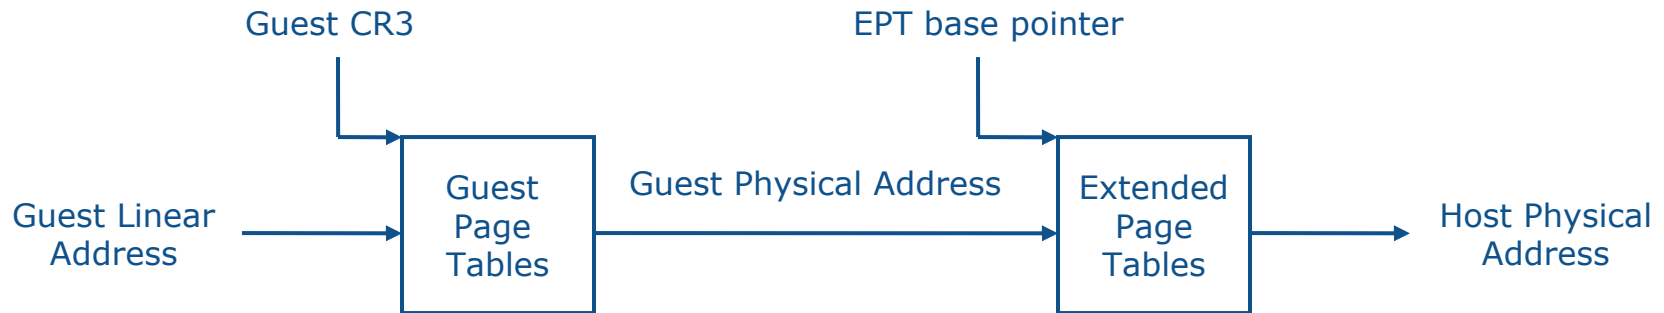 Guest CR3
EPT base pointer
Guest Linear
Address
Guest
Page
Tables
Guest Physical Address
Extended
Page
Tables
Host Physical
Address